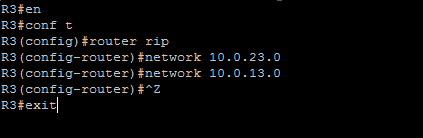 R3#en
R3#conf t
R3(config)#router rip
R3(config-router)#network 10.0.23.0
R3(config-router)#network 10.0.13.0
R3(config-router)#^Z
R3#exit